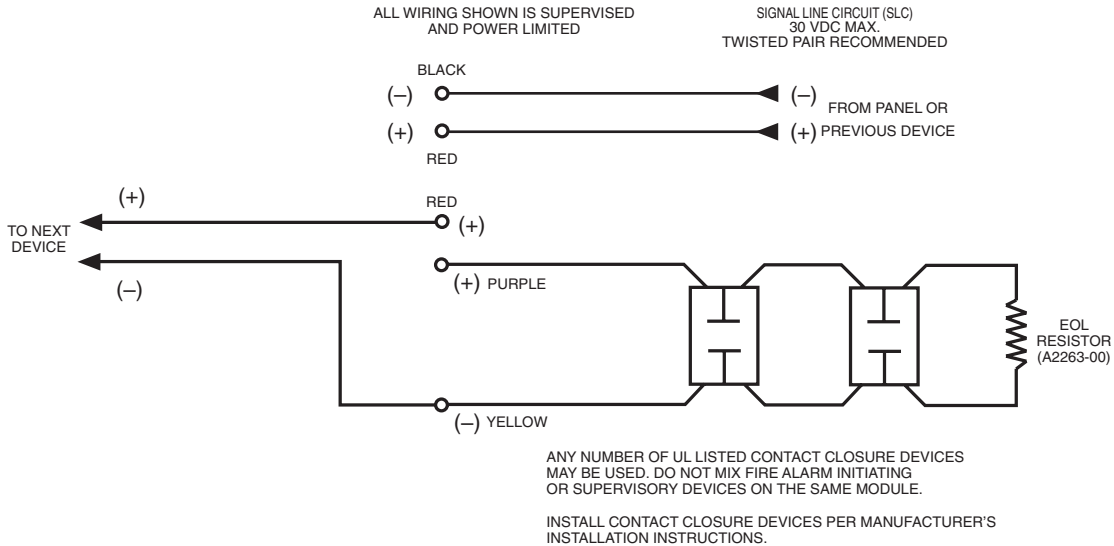 ALL WIRING SHOWN IS SUPERVISED
AND POWER LIMITED
SIGNAL LINE CIRCUIT (SLC)
30 VDC MAX.
TWISTED PAIR RECOMMENDED
BLACK
(–)
(–)
FROM PANEL OR
(+)
(+) PREVIOUS DEVICE
RED
(+)
RED
(+)
TO NEXT
DEVICE
(–)
(+) PURPLE
EOL
RESISTOR
(A2263-00)
(–) YELLOW
ANY NUMBER OF UL LISTED CONTACT CLOSURE DEVICES
MAY BE USED. DO NOT MIX FIRE ALARM INITIATING
OR SUPERVISORY DEVICES ON THE SAME MODULE.
INSTALL CONTACT CLOSURE DEVICES PER MANUFACTURER'S
INSTALLATION INSTRUCTIONS.